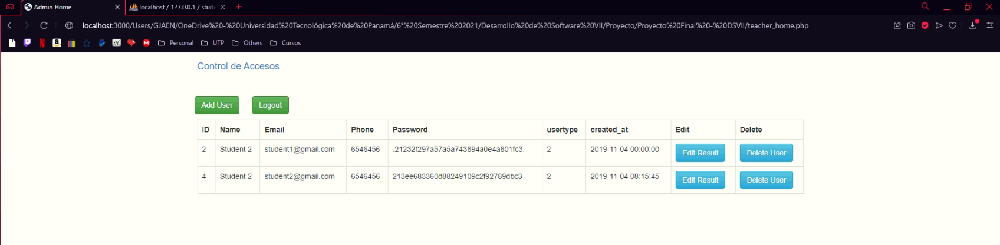 Admin Home
localhost / 127.0.0.1 / stude
localhost:3000/Users/GJAEN/OneDrive%20-%20Universidad%20Tecnológica%20de%20Panamá/6°%20Semestre%202021/Desarrollo%20de%20Software%20VII/Proyecto/Proyecto%20Final%20-%20DSVII/teacher_home.php
Personal UTP Others Cursos
Control de Accesos
Add User Logout
ID Name Email Phone Password usertype created_at Edit Delete
2 Student 2 student1@gmail.com 6546456 .21232f297a57a5a743894a0e4a801fc3. 2 2019-11-04 00:00:00 Edit Result Delete User
4 Student 2 student2@gmail.com 6546456 213ee683360d88249109c2f92789dbc3 2 2019-11-04 08:15:45 Edit Result Delete User